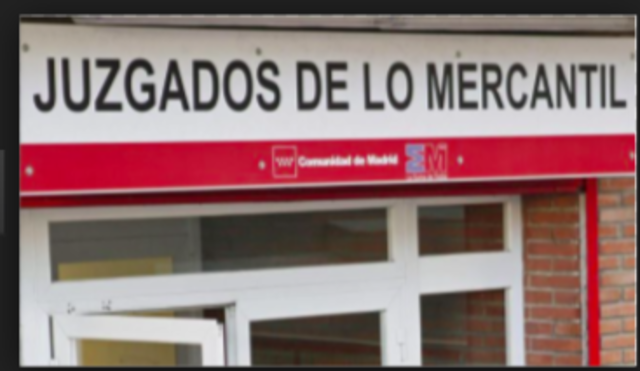 JUZGADOS DE LO MERCANTIL
Comunidad de Madrid